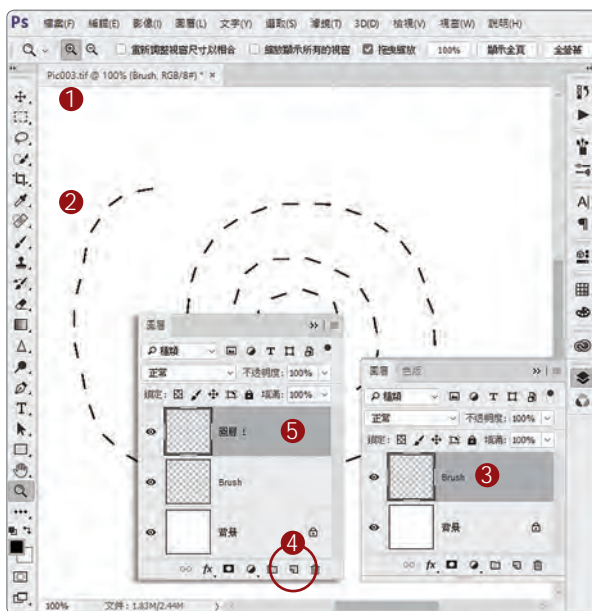 Ps 檔案(F) 編輯(E) 影像(I) 圖層(L) 文字(Y) 選取(S) 濾鏡(T) 3D(D) 檢視(V) 視窗(W) 說明(H)
重新調整視窗尺寸以相合 縮放顯示所有的視窗 拖曳縮放 100% 顯示全頁 全螢幕
Pic003.tif @ 100% (Brush, RGB/8#) * ×
1
2
圖層
種類
正常 不透明度: 100%
鎖定: 填滿: 100%
圖層 1
5
Brush
背景
4
fx
圖層 色版
種類
正常 不透明度: 100%
鎖定: 填滿: 100%
Brush
3
背景
fx
100% 文件: 1.83M/2.44M